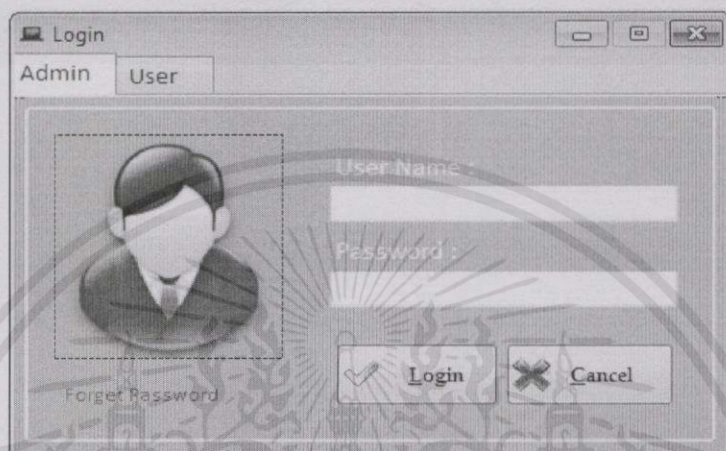 Login
Admin User
User Name :
Password :
Login Cancel
Forget Password